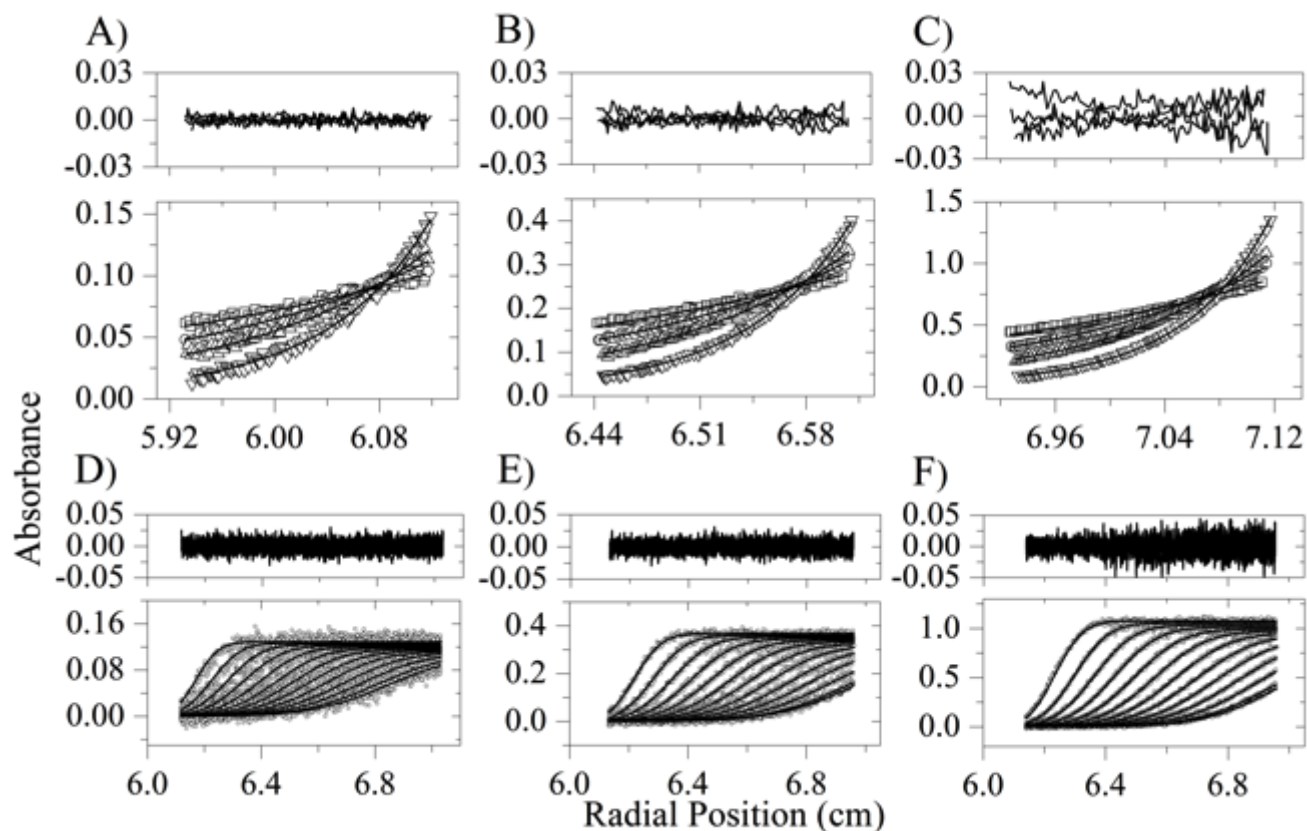 A) B) C)
0.03 0.03 0.03
0.00 0.00 0.00
-0.03 -0.03 -0.03
0.15 0.4 1.5
0.10 0.3 1.0
0.05 0.2 0.5
0.00 0.1 0.0
0.0
5.92 6.00 6.08 6.44 6.51 6.58 6.96 7.04 7.12
Absorbance
D) E) F)
0.05 0.05 0.05
0.00 0.00 0.00
-0.05 -0.05 -0.05
0.16 0.4 1.0
0.08 0.2 0.5
0.00 0.0 0.0
6.0 6.4 6.8 6.0 6.4 6.8 6.0 6.4 6.8
Radial Position (cm)